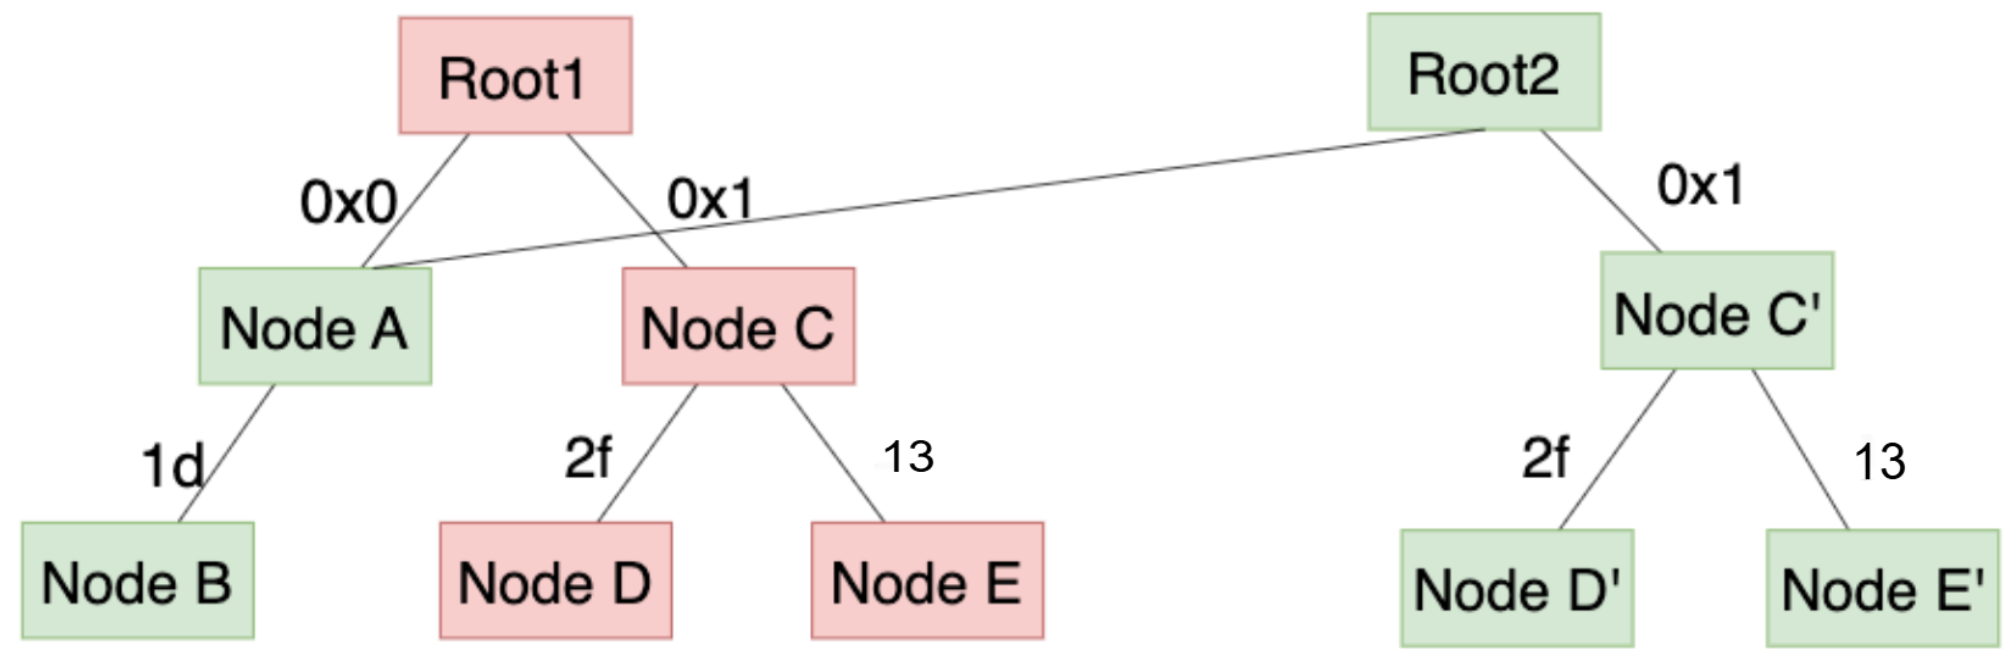 Root1
Root2
0x0
0x1
0x1
Node A
Node C
Node C'
1d
2f
13
2f
13
Node B
Node D
Node E
Node D'
Node E'